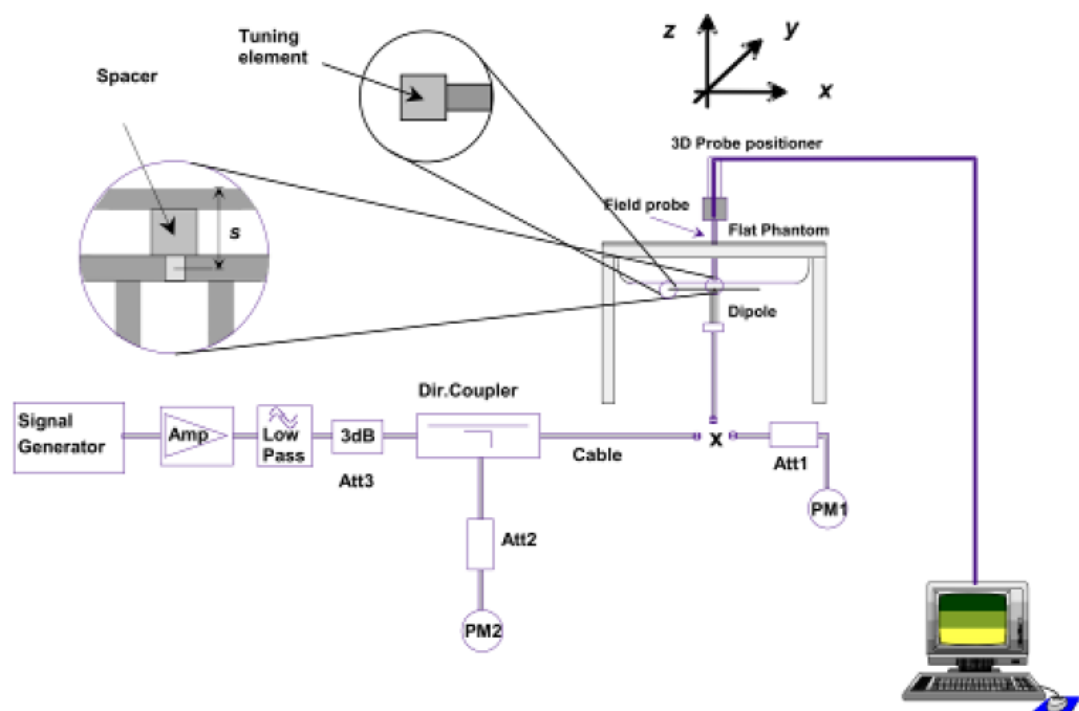 Tuning
element
Spacer
z
y
x
3D Probe positioner
Field probe
Flat Phantom
s
Dipole
Dir.Coupler
Signal
Generator
Amp
Low
Pass
3dB
Att3
Cable
X
Att1
PM1
Att2
PM2